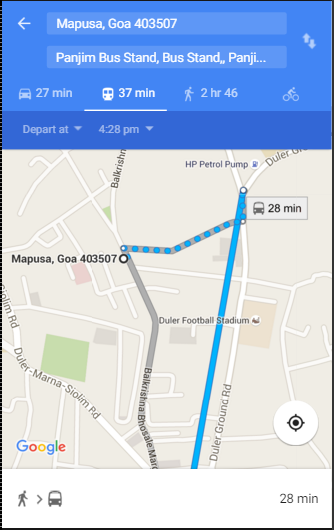 Mapusa, Goa 403507
Panjim Bus Stand, Bus Stand,, Panji...
27 min
37 min
2 hr 46
Depart at
4:28 pm
Balkrishn
HP Petrol Pump
Duler Gro
28 min
Mapusa, Goa 403507
Duler Football Stadium
Siolim Rd
Duler-Marna-Siolim Rd
Balkrishna Bhosale Marg
Duler Ground Rd
Google
28 min